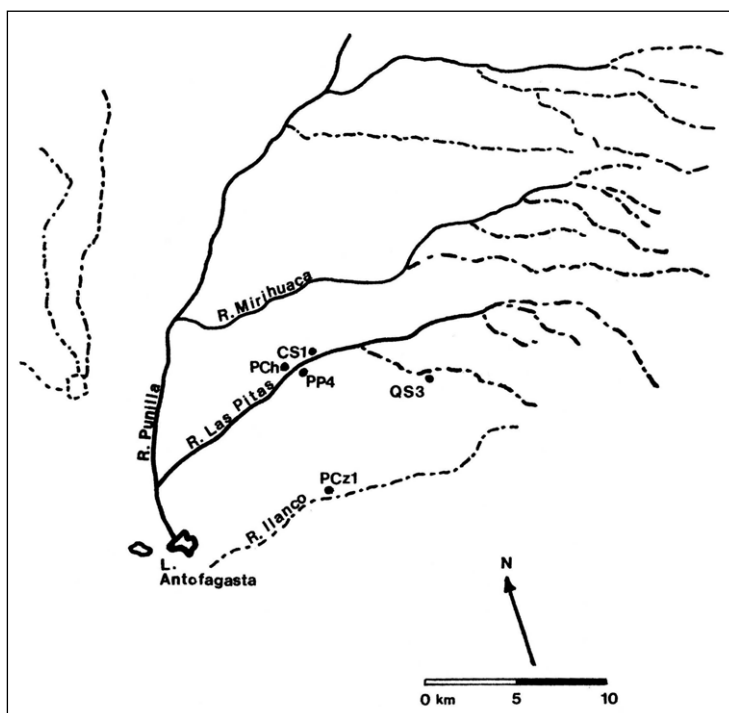 R. Mirihuaca
CS1
PCh
PP4
QS3
R. Punilla
R. Las Pitas
PCz1
R. Ilanco
L.
Antofagasta
N
0 km 5 10